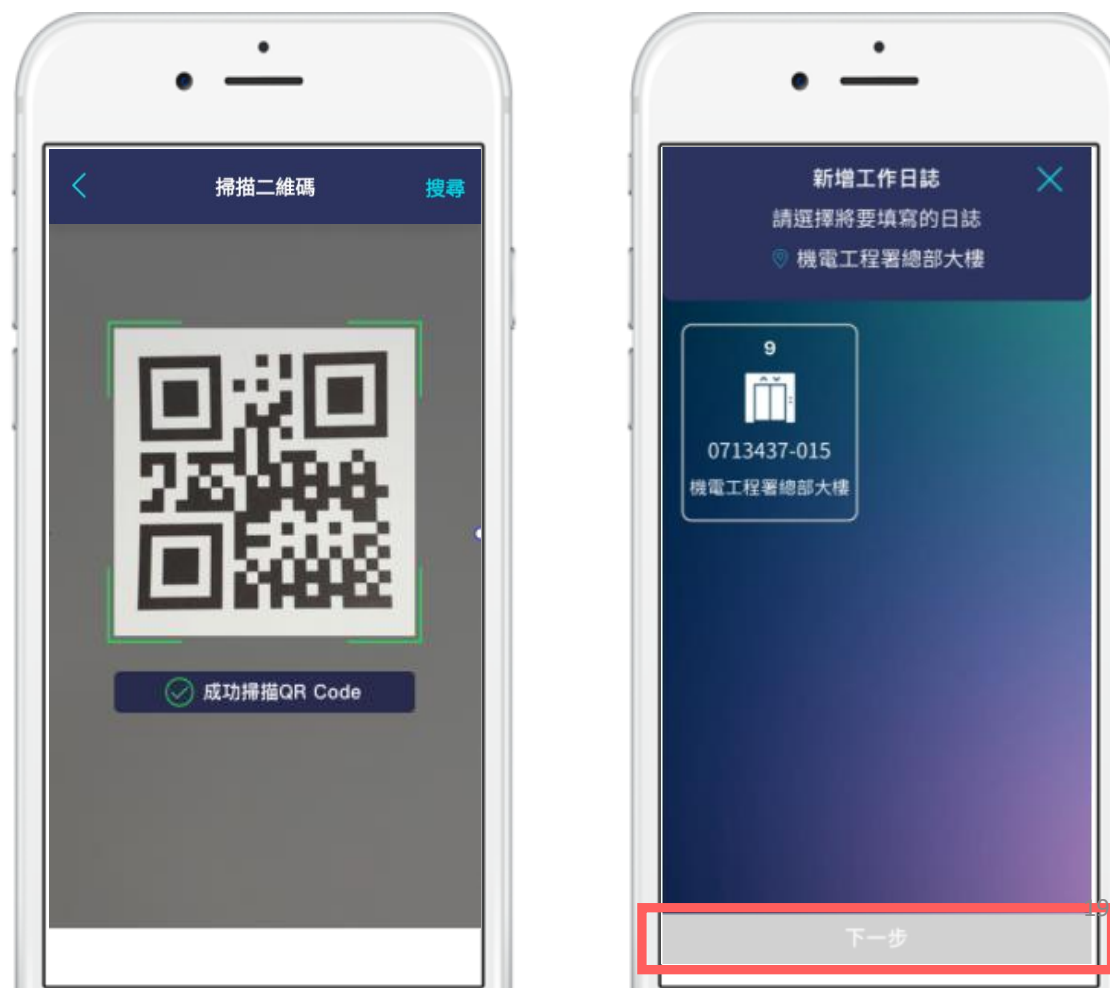 掃描二維碼
搜尋
成功掃描QR Code
新增工作日誌
請選擇將要填寫的日誌
機電工程署總部大樓
9
0713437-015
機電工程署總部大樓
下一步
19